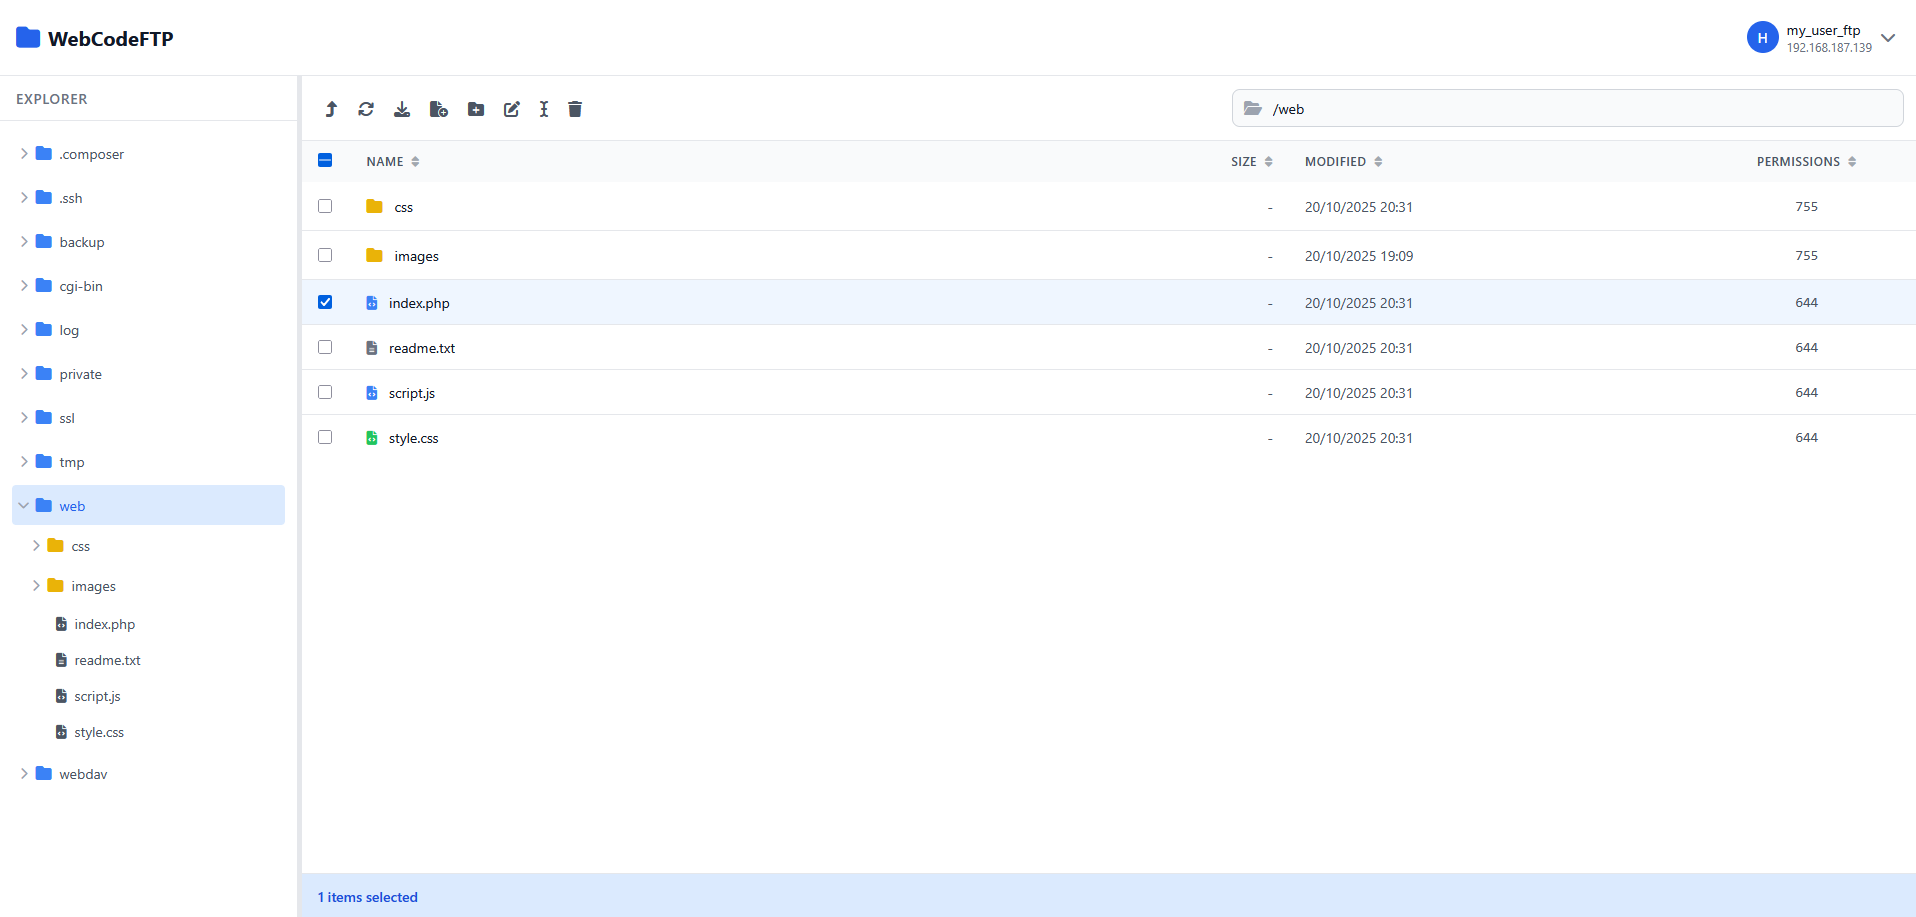 WebCodeFTP
H
my_user_ftp
192.168.187.139
EXPLORER
.composer
.ssh
backup
cgi-bin
log
private
ssl
tmp
web
css
images
index.php
readme.txt
script.js
style.css
webdav
/web
NAME SIZE MODIFIED PERMISSIONS
css - 20/10/2025 20:31 755
images - 20/10/2025 19:09 755
index.php - 20/10/2025 20:31 644
readme.txt - 20/10/2025 20:31 644
script.js - 20/10/2025 20:31 644
style.css - 20/10/2025 20:31 644
1 items selected